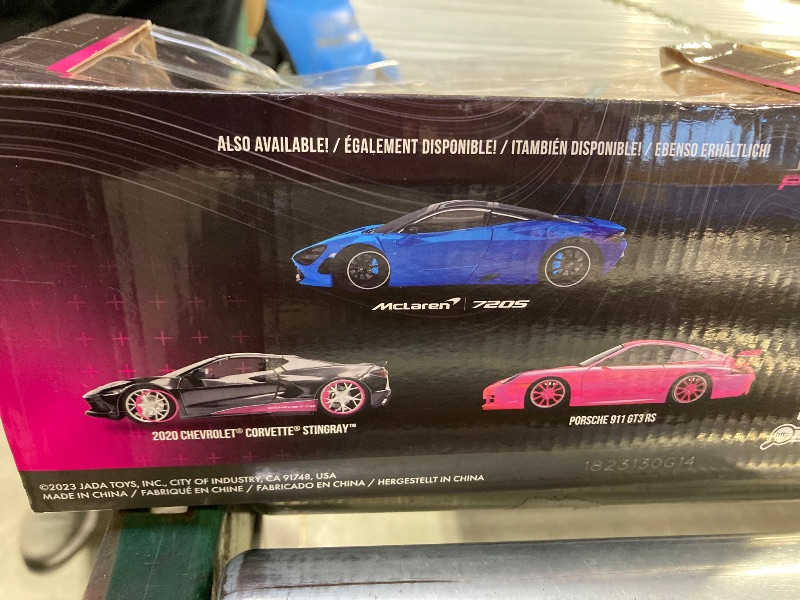 ALSO AVAILABLE! / ÉGALEMENT DISPONIBLE! / ITAMBIÉN DISPONIBLE! / EBENSO ERHÄLTLICH!
McLaren | 720S
2020 CHEVROLET® CORVETTE® STINGRAY™
PORSCHE 911 GT3 RS
1823130G14
©2023 JADA TOYS, INC., CITY OF INDUSTRY, CA 91748, USA
MADE IN CHINA / FABRIQUÉ EN CHINE / FABRICADO EN CHINA / HERGESTELLT IN CHINA